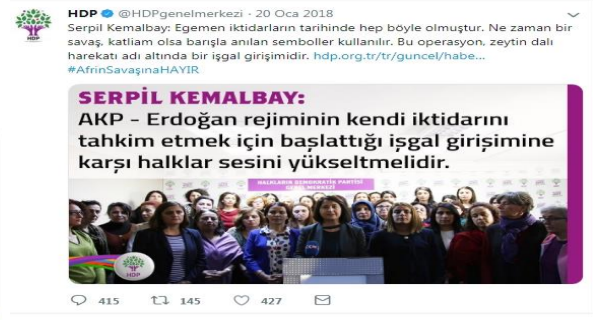 HDP @HDPgenelmerkezi · 20 Oca 2018
Serpil Kemalbay: Egemen iktidarların tarihinde hep böyle olmuştur. Ne zaman bir
savaş, katliam olsa barışla anılan semboller kullanılır. Bu operasyon, zeytin dalı
harekatı adı altında bir işgal girişimidir. hdp.org.tr/tr/guncel/habe...
#AfrinSavaşınaHAYIR
SERPİL KEMALBAY:
AKP - Erdoğan rejiminin kendi iktidarını
tahkim etmek için başlattığı işgal girişimine
karşı halklar sesini yükseltmelidir.
HALKLARIN DEMOKRATİK PARTİSİ
GENEL MERKEZİ
HDP
415 145 427